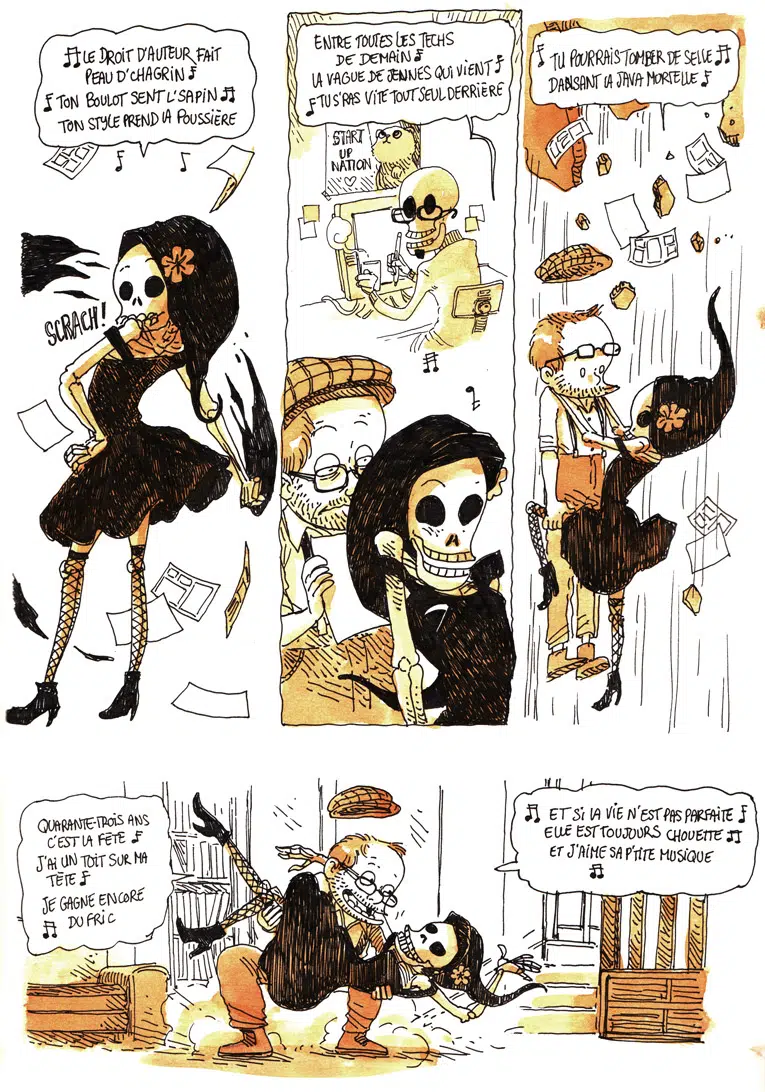 ♫ LE DROIT D'AUTEUR FAIT
PEAU D'CHAGRIN ♪
♪ TON BOULOT SENT L'SAPIN ♫
TON STYLE PREND LA POUSSIÈRE
SCRACH!
ENTRE TOUTES LES TECHS
DE DEMAIN ♪
LA VAGUE DE JEUNES QUI VIENT ♪
♪ TU S'RAS VITE TOUT SEUL DERRIÈRE
START
UP
NATION
♪ TU POURRAIS TOMBER DE SELLE ♫
DANSANT LA JAVA MORTELLE ♪
QUARANTE-TROIS ANS
C'EST LA FÊTE ♪
J'AI UN TOIT SUR MA
TÊTE ♪
JE GAGNE ENCORE
♫ DU FRIC
♫ ET SI LA VIE N'EST PAS PARFAITE ♪
ELLE EST TOUJOURS CHOUETTE ♫
ET J'AIME SA P'TITE MUSIQUE
♫